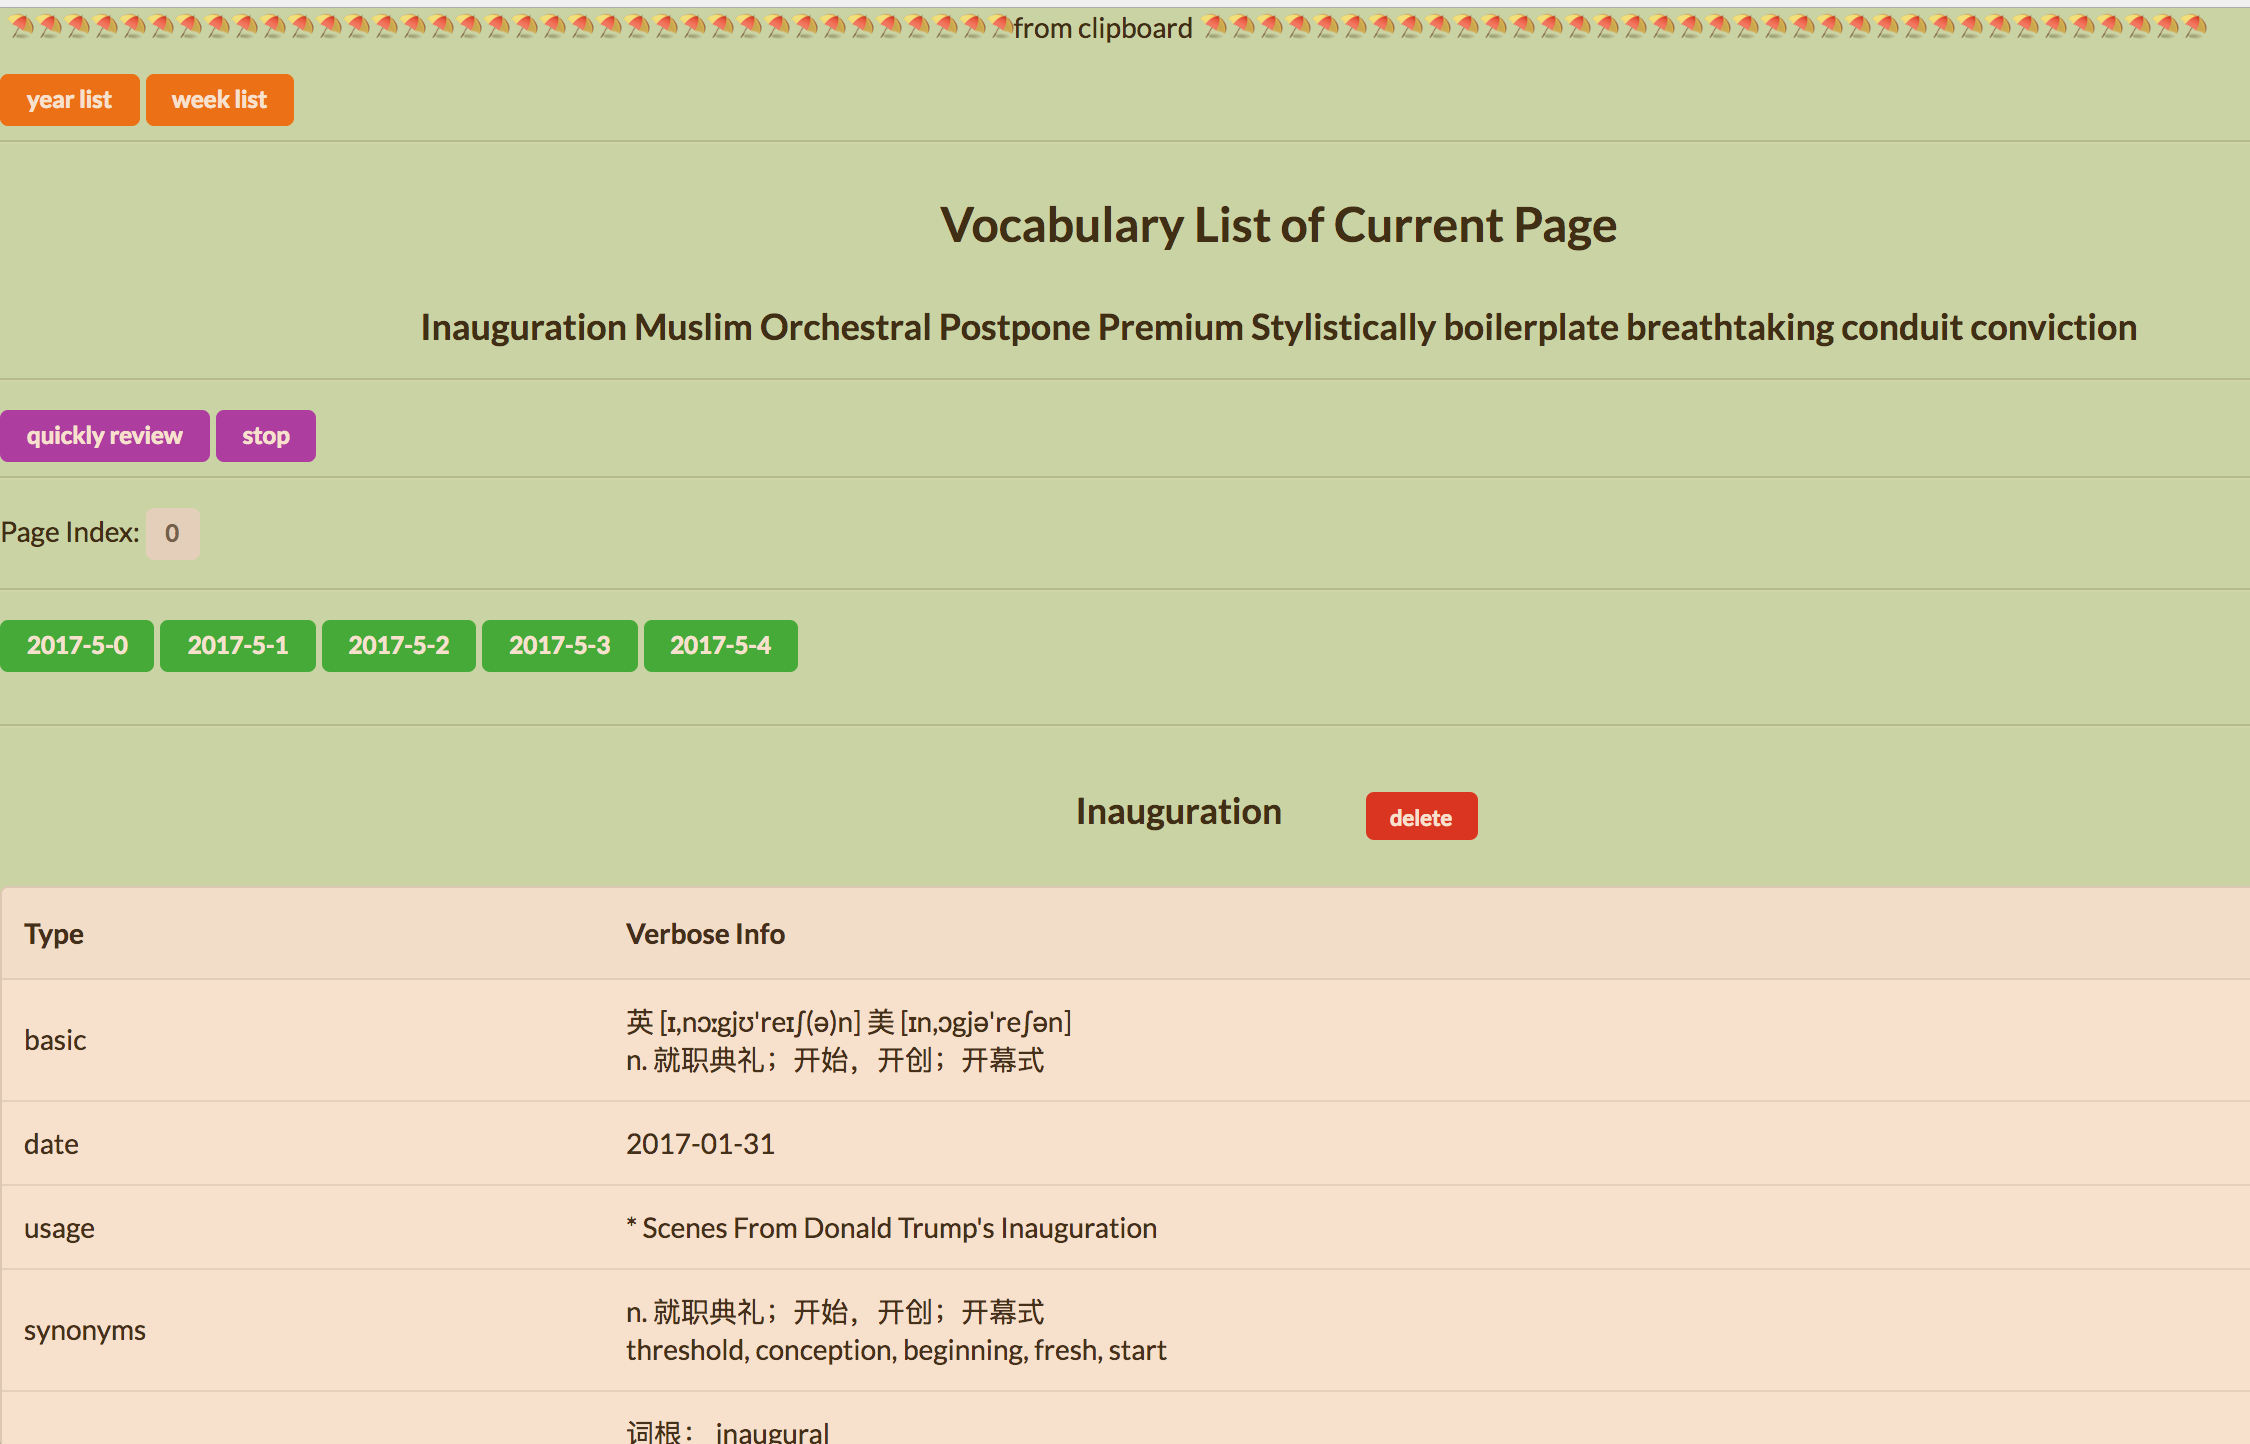 from clipboard
year list week list
Vocabulary List of Current Page
Inauguration Muslim Orchestral Postpone Premium Stylistically boilerplate breathtaking conduit conviction
quickly review stop
Page Index: 0
2017-5-0 2017-5-1 2017-5-2 2017-5-3 2017-5-4
Inauguration delete
Type Verbose Info
basic
英 [ɪ,nɔːgjʊ'reɪʃ(ə)n] 美 [ɪn,ɔgjə'reʃən]
n. 就职典礼；开始，开创；开幕式
date 2017-01-31
usage * Scenes From Donald Trump's Inauguration
synonyms
n. 就职典礼；开始，开创；开幕式
threshold, conception, beginning, fresh, start
词根： inaugural